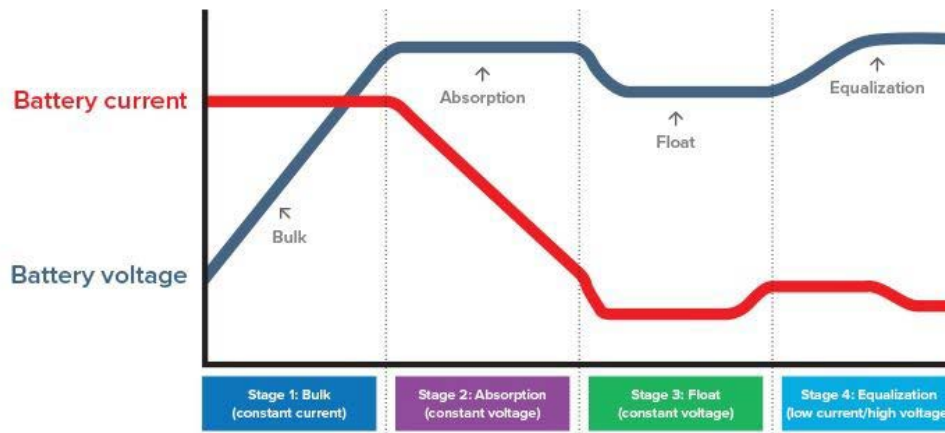 Battery current
Absorption
Equalization
Float
Bulk
Battery voltage
Stage 1: Bulk
(constant current)
Stage 2: Absorption
(constant voltage)
Stage 3: Float
(constant voltage)
Stage 4: Equalization
(low current/high voltage